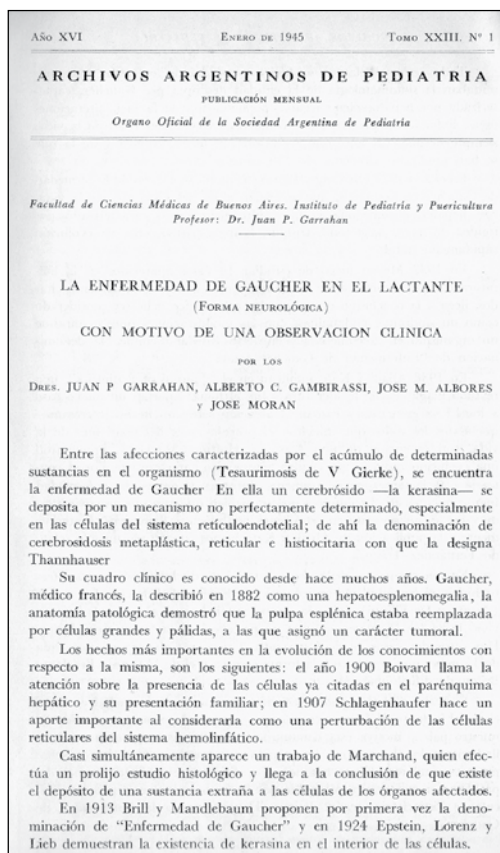 Año XVI Enero de 1945 Tomo XXIII. Nº 1
ARCHIVOS ARGENTINOS DE PEDIATRIA
PUBLICACIÓN MENSUAL
Organo Oficial de la Sociedad Argentina de Pediatría
Facultad de Ciencias Médicas de Buenos Aires. Instituto de Pediatría y Puericultura
Profesor: Dr. Juan P. Garrahan
LA ENFERMEDAD DE GAUCHER EN EL LACTANTE
(Forma neurológica)
CON MOTIVO DE UNA OBSERVACION CLINICA
POR LOS
Dres. JUAN P GARRAHAN, ALBERTO C. GAMBIRASSI, JOSE M. ALBORES
y JOSE MORAN
Entre las afecciones caracterizadas por el acúmulo de determinadas
sustancias en el organismo (Tesaurimosis de V Gierke), se encuentra
la enfermedad de Gaucher En ella un cerebrósido —la kerasina— se
deposita por un mecanismo no perfectamente determinado, especialmente
en las células del sistema retículoendotelial; de ahí la denominación de
cerebrosidosis metaplástica, reticular e histiocitaria con que la designa
Thannhauser
Su cuadro clínico es conocido desde hace muchos años. Gaucher,
médico francés, la describió en 1882 como una hepatoesplenomegalia, la
anatomía patológica demostró que la pulpa esplénica estaba reemplazada
por células grandes y pálidas, a las que asignó un carácter tumoral.
Los hechos más importantes en la evolución de los conocimientos con
respecto a la misma, son los siguientes: el año 1900 Boivard llama la
atención sobre la presencia de las células ya citadas en el parénquima
hepático y su presentación familiar; en 1907 Schlagenhaufer hace un
aporte importante al considerarla como una perturbación de las células
reticulares del sistema hemolinfático.
Casi simultáneamente aparece un trabajo de Marchand, quien efec-
túa un prolijo estudio histológico y llega a la conclusión de que existe
el depósito de una sustancia extraña a las células de los órganos afectados.
En 1913 Brill y Mandlebaum proponen por primera vez la deno-
minación de "Enfermedad de Gaucher" y en 1924 Epstein, Lorenz y
Lieb demuestran la existencia de kerasina en el interior de las células.